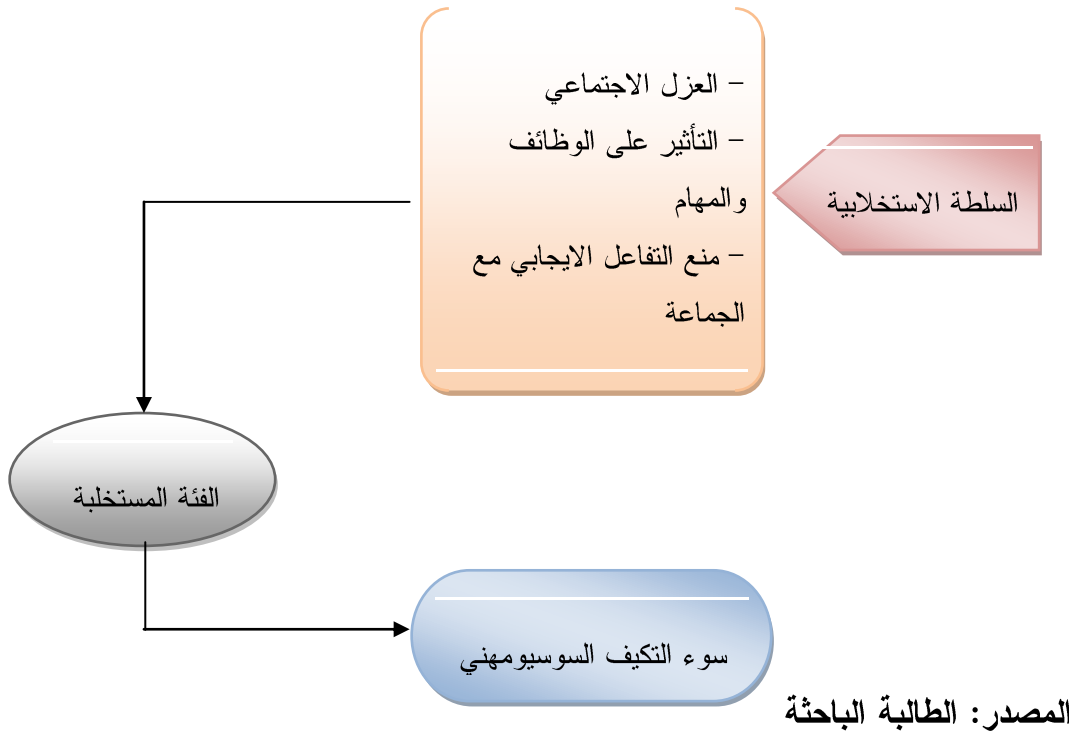 السلطة الاستخلابية
– العزل الاجتماعي
– التأثير على الوظائف
والمهام
– منع التفاعل الايجابي مع
الجماعة
الفئة المستخلبة
سوء التكيف السوسيومهني
المصدر: الطالبة الباحثة